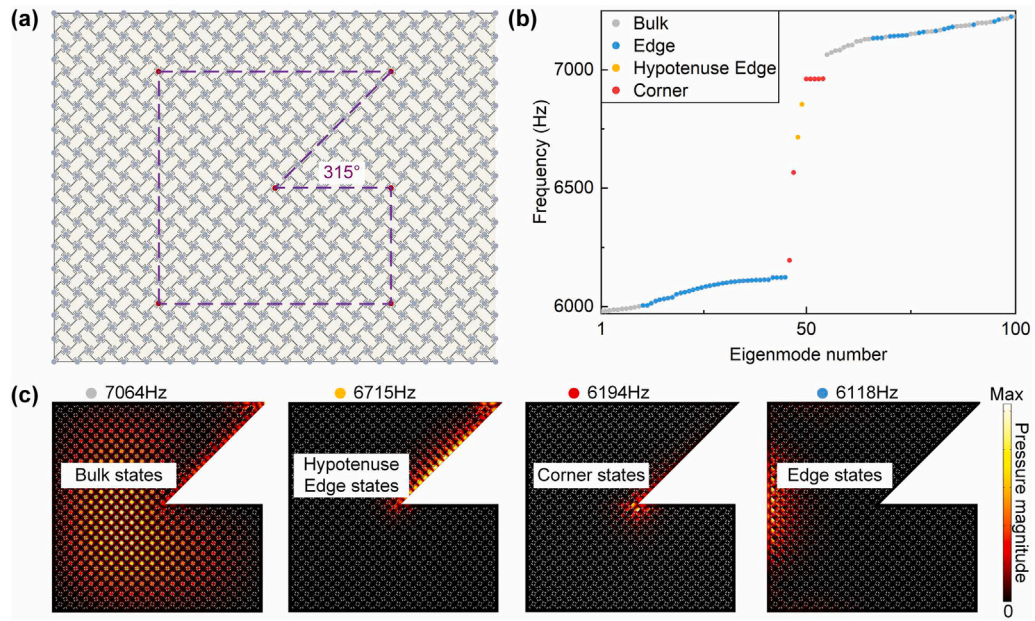 (a)
315°
(b)
Bulk
Edge
Hypotenuse Edge
Corner
7000
6500
6000
Frequency (Hz)
1
50
100
Eigenmode number
(c)
7064Hz
6715Hz
6194Hz
6118Hz
Bulk states
Hypotenuse
Edge states
Corner states
Edge states
Max
Pressure magnitude
0